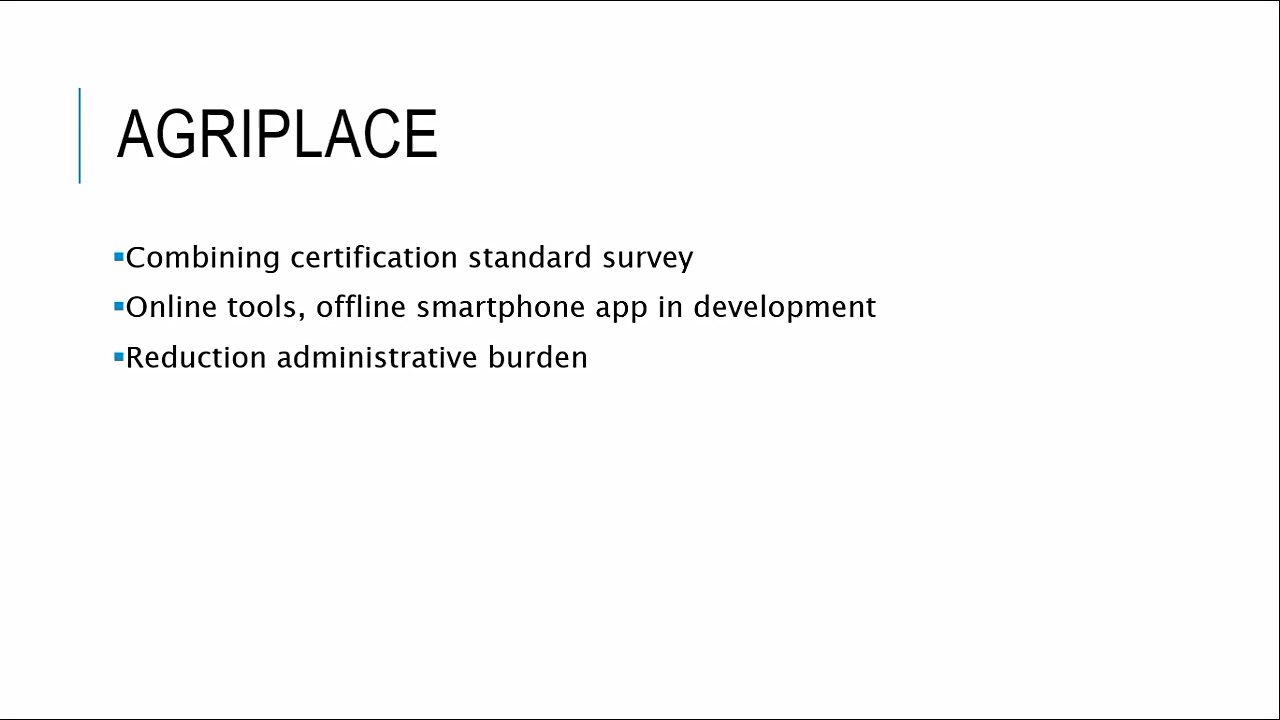 AGRIPLACE
▪Combining certification standard survey
▪Online tools, offline smartphone app in development
▪Reduction administrative burden